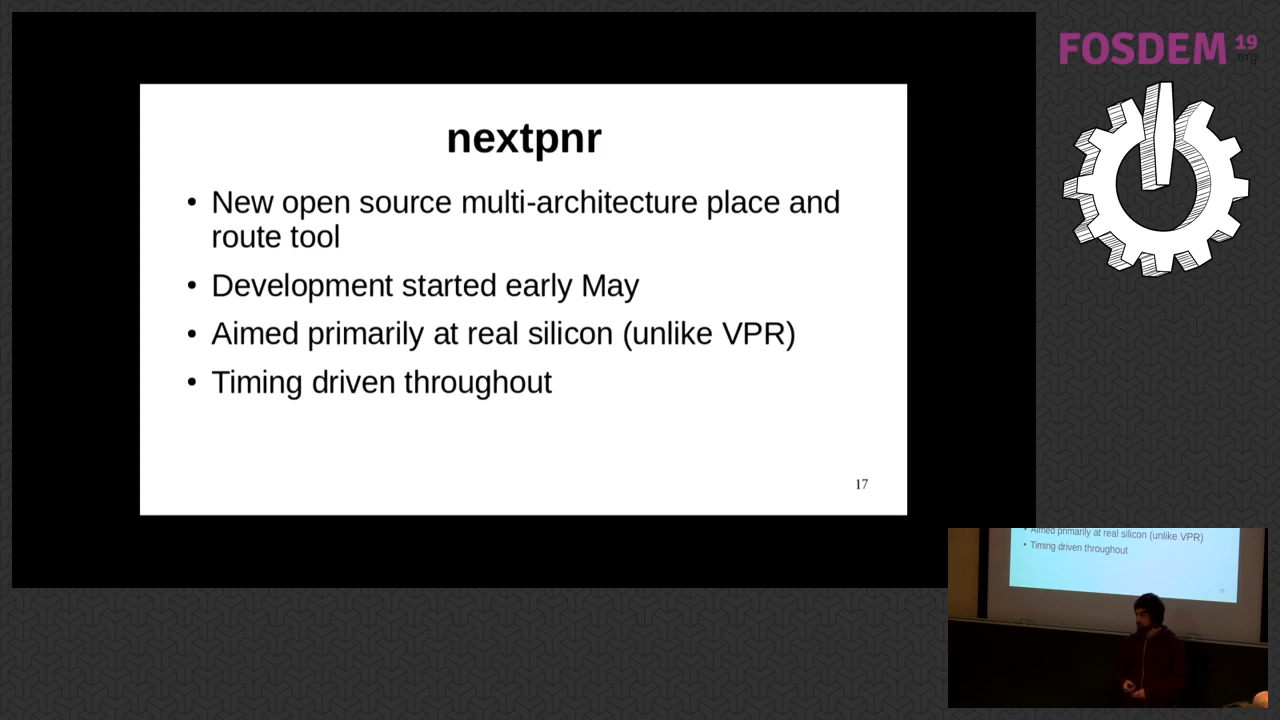 FOSDEM 19
.org
nextpnr
• New open source multi-architecture place and
route tool
• Development started early May
• Aimed primarily at real silicon (unlike VPR)
• Timing driven throughout
17
• Aimed primarily at real silicon (unlike VPR)
• Timing driven throughout